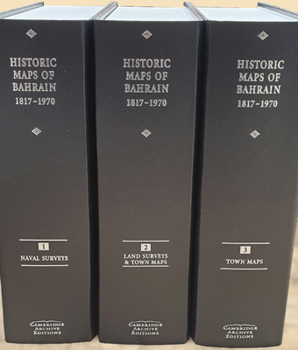 HISTORIC
MAPS OF
BAHRAIN
1817-1970
1
NAVAL SURVEYS
CAMBRIDGE
ARCHIVE
EDITIONS
HISTORIC
MAPS OF
BAHRAIN
1817-1970
2
LAND SURVEYS
& TOWN MAPS
CAMBRIDGE
ARCHIVE
EDITIONS
HISTORIC
MAPS OF
BAHRAIN
1817-1970
3
TOWN MAPS
CAMBRIDGE
ARCHIVE
EDITIONS